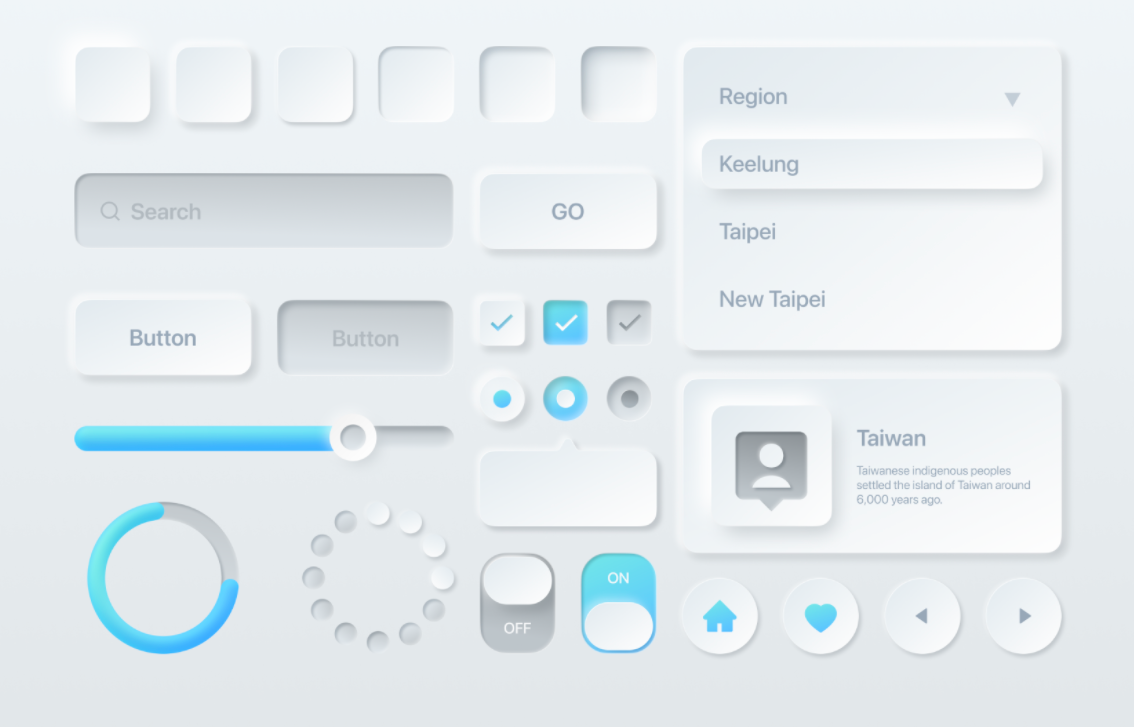 Region
Keelung
Search
GO
Taipei
New Taipei
Button
Button
Taiwan
Taiwanese indigenous peoples
settled the island of Taiwan around
6,000 years ago.
ON
OFF